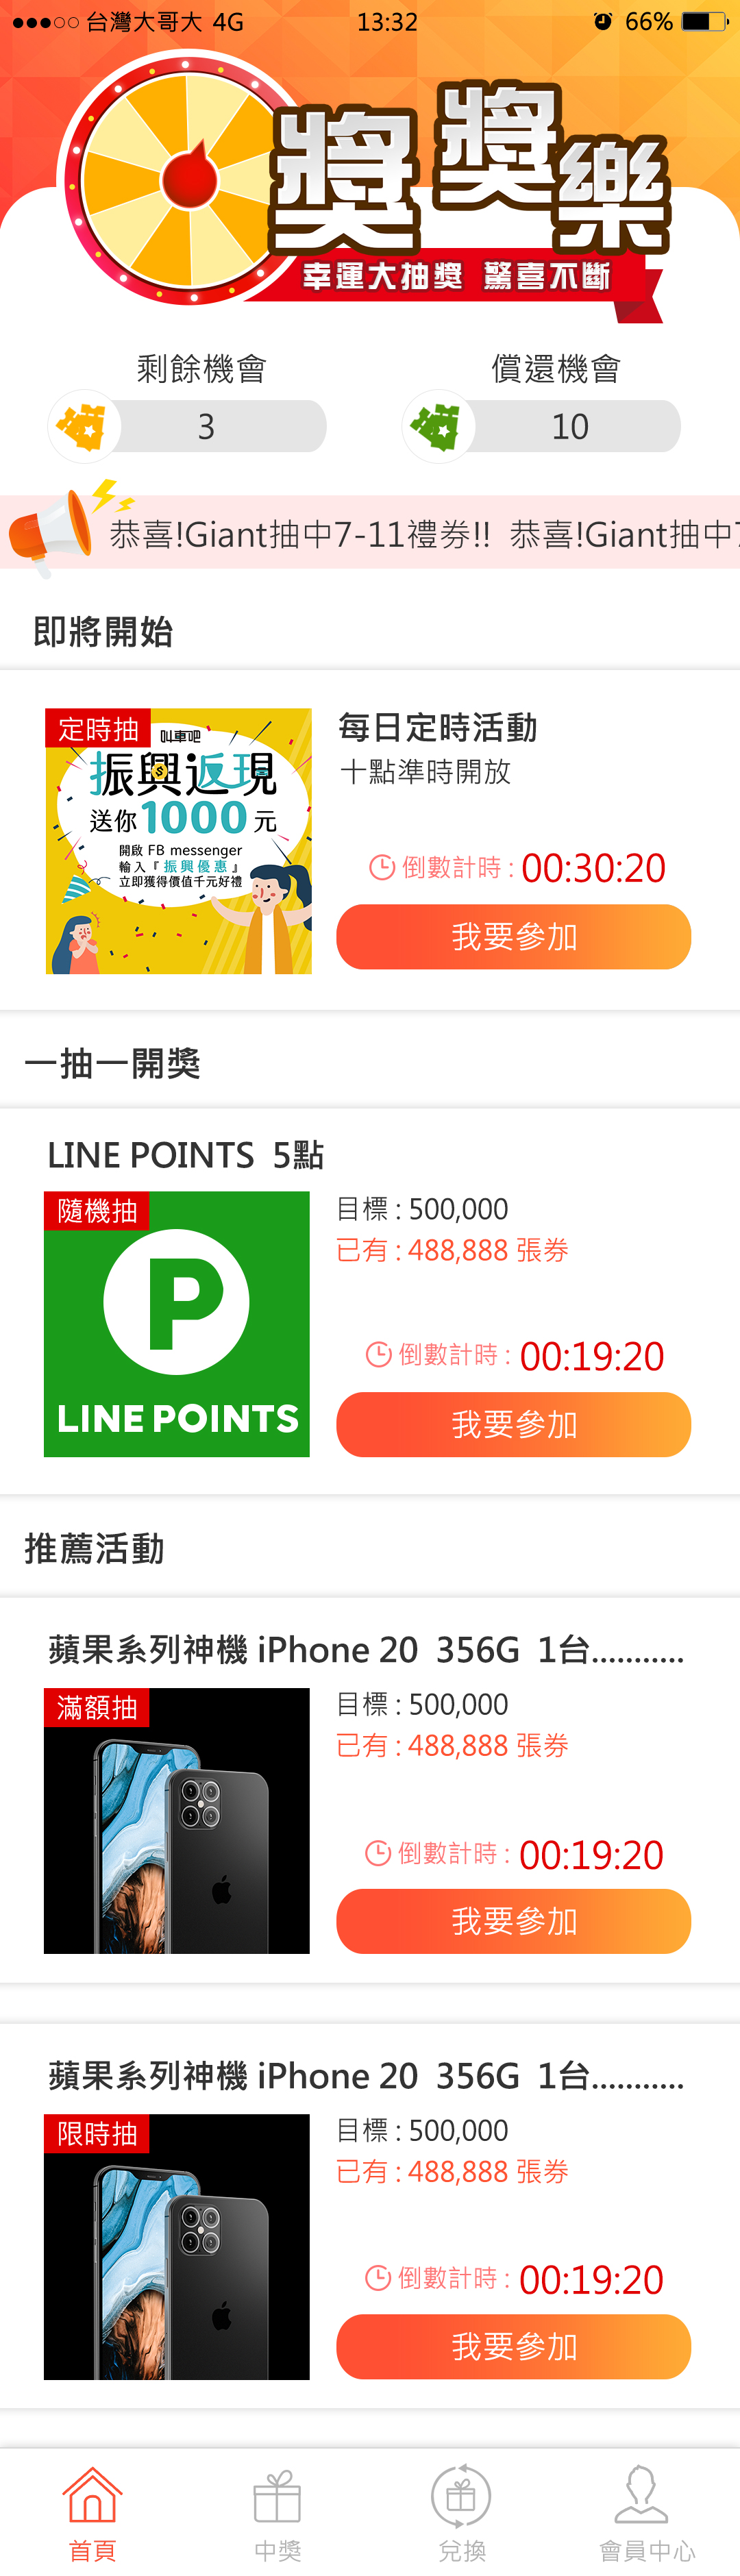 台灣大哥大 4G 13:32 66%
獎獎樂
幸運大抽獎 驚喜不斷
剩餘機會 償還機會
3 10
恭喜!Giant抽中7-11禮券!! 恭喜!Giant抽中7
即將開始
定時抽
叫車吧
振興返現
送你1000元
開啟 FB messenger
輸入『振興優惠』
立即獲得價值千元好禮
每日定時活動
十點準時開放
倒數計時 : 00:30:20
我要參加
一抽一開獎
LINE POINTS 5點
隨機抽
P
LINE POINTS
目標 : 500,000
已有 : 488,888 張券
倒數計時 : 00:19:20
我要參加
推薦活動
蘋果系列神機 iPhone 20 356G 1台...........
滿額抽
目標 : 500,000
已有 : 488,888 張券
倒數計時 : 00:19:20
我要參加
蘋果系列神機 iPhone 20 356G 1台...........
限時抽
目標 : 500,000
已有 : 488,888 張券
倒數計時 : 00:19:20
我要參加
首頁 中獎 兌換 會員中心